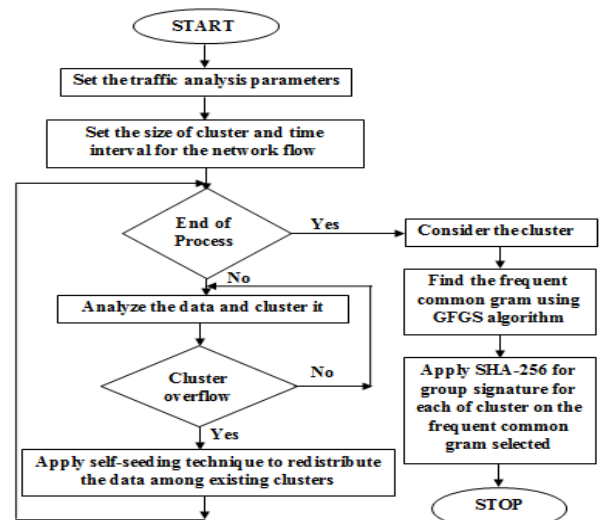 START
Set the traffic analysis parameters
Set the size of cluster and time
interval for the network flow
End of
Process
Yes
No
Analyze the data and cluster it
Cluster
overflow
No
Yes
Apply self-seeding technique to redistribute
the data among existing clusters
Consider the cluster
Find the frequent
common gram using
GFGS algorithm
Apply SHA-256 for
group signature for
each of cluster on the
frequent common
gram selected
STOP